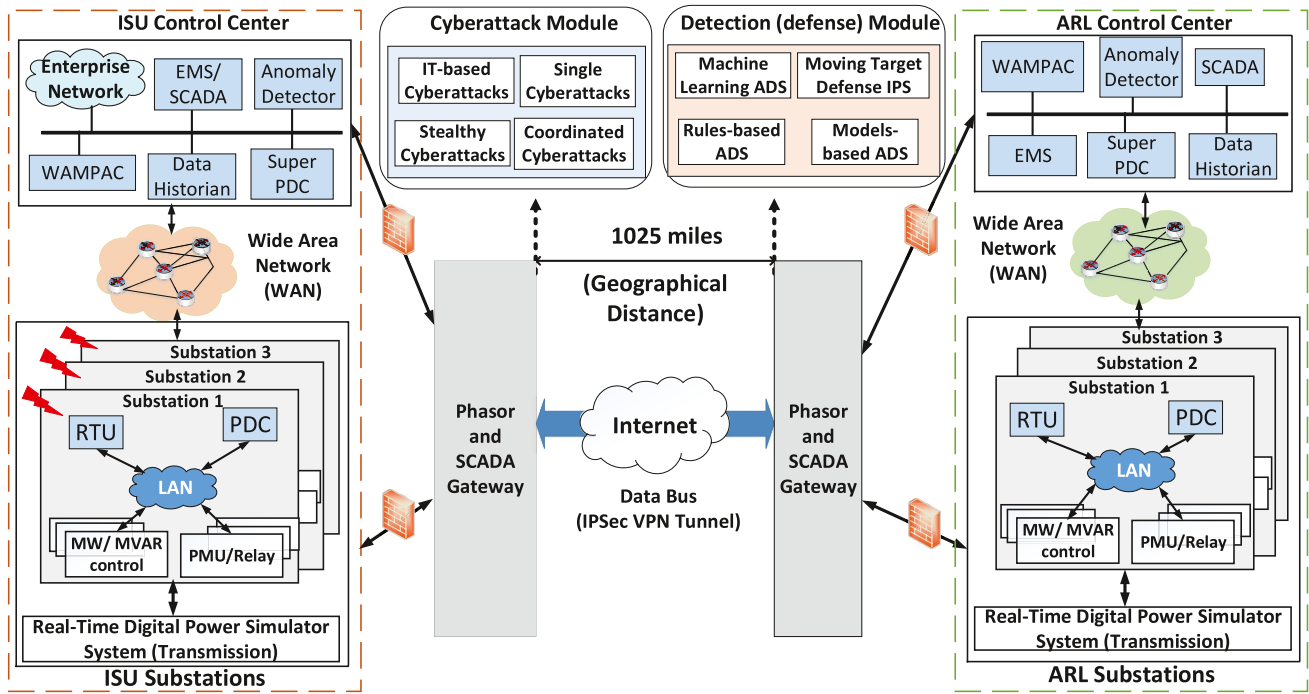 ISU Control Center
Enterprise
Network
EMS/
SCADA
Anomaly
Detector
WAMPAC
Data
Historian
Super
PDC
Wide Area
Network
(WAN)
Substation 3
Substation 2
Substation 1
RTU
PDC
LAN
MW/ MVAR
control
PMU/Relay
Real-Time Digital Power Simulator
System (Transmission)
ISU Substations
Cyberattack Module
IT-based
Cyberattacks
Single
Cyberattacks
Stealthy
Cyberattacks
Coordinated
Cyberattacks
Detection (defense) Module
Machine
Learning ADS
Moving Target
Defense IPS
Rules-based
ADS
Models-
based ADS
1025 miles
(Geographical
Distance)
Phasor
and
SCADA
Gateway
Internet
Data Bus
(IPSec VPN Tunnel)
Phasor
and
SCADA
Gateway
ARL Control Center
WAMPAC
Anomaly
Detector
SCADA
EMS
Super
PDC
Data
Historian
Wide Area
Network
(WAN)
Substation 3
Substation 2
Substation 1
RTU
PDC
LAN
MW/ MVAR
control
PMU/Relay
Real-Time Digital Power Simulator
System (Transmission)
ARL Substations